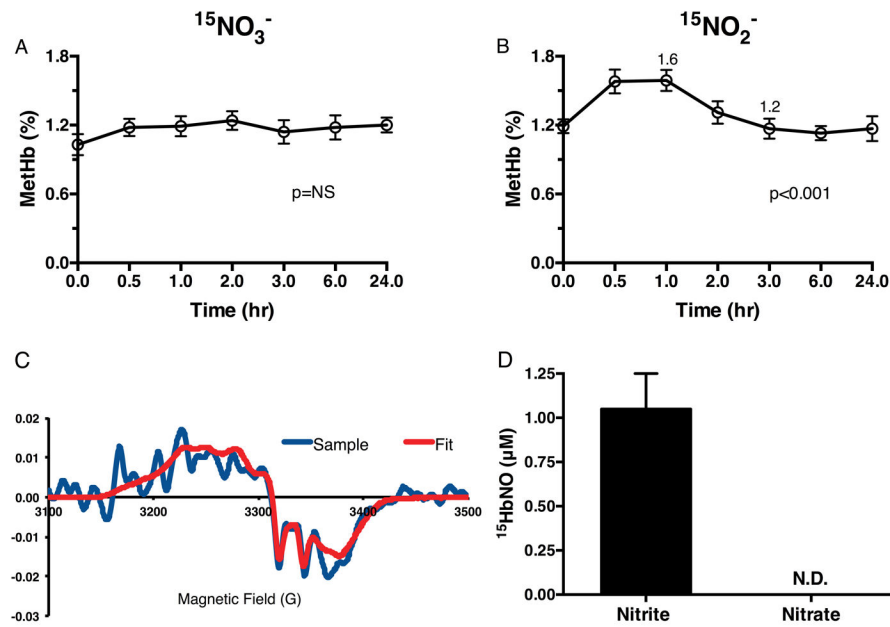 ¹⁵NO₃⁻
A
1.8
1.2
0.6
0.0
MetHb (%)
p=NS
0.0 0.5 1.0 2.0 3.0 6.0 24.0
Time (hr)
¹⁵NO₂⁻
B
1.8
1.2
0.6
0.0
MetHb (%)
1.6
1.2
p<0.001
0.0 0.5 1.0 2.0 3.0 6.0 24.0
Time (hr)
C
0.02
0.01
0.00
-0.01
-0.02
-0.03
Sample Fit
3100 3200 3300 3400 3500
Magnetic Field (G)
D
1.25
1.00
0.75
0.50
0.25
0.00
¹⁵HbNO (µM)
N.D.
Nitrite Nitrate